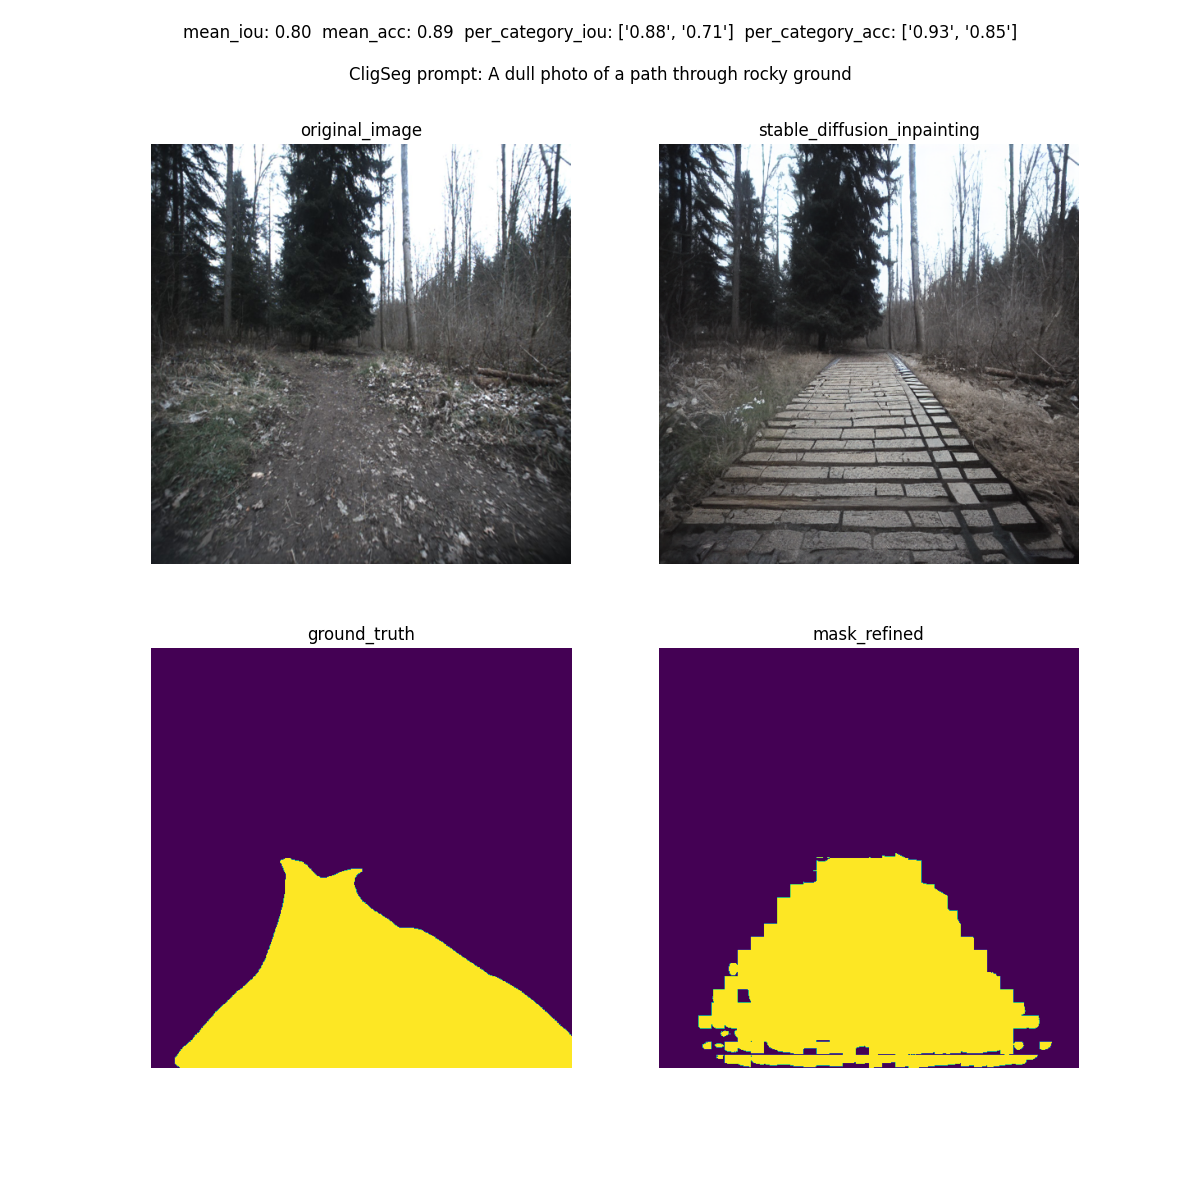 mean_iou: 0.80  mean_acc: 0.89  per_category_iou: ['0.88', '0.71']  per_category_acc: ['0.93', '0.85']
CligSeg prompt: A dull photo of a path through rocky ground
original_image
stable_diffusion_inpainting
ground_truth
mask_refined